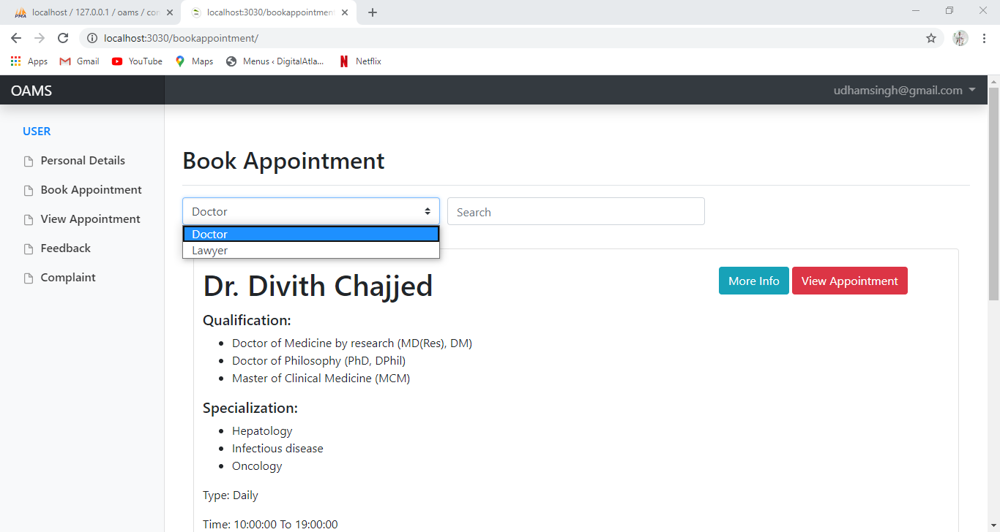 localhost / 127.0.0.1 / oams / con
localhost:3030/bookappointment
localhost:3030/bookappointment/
Apps Gmail YouTube Maps Menus ‹ DigitalAtla... Netflix
OAMS
udhamsingh@gmail.com
USER
Personal Details
Book Appointment
View Appointment
Feedback
Complaint
Book Appointment
Doctor
Search
Doctor
Lawyer
Dr. Divith Chajjed
More Info
View Appointment
Qualification:
• Doctor of Medicine by research (MD(Res), DM)
• Doctor of Philosophy (PhD, DPhil)
• Master of Clinical Medicine (MCM)
Specialization:
• Hepatology
• Infectious disease
• Oncology
Type: Daily
Time: 10:00:00 To 19:00:00